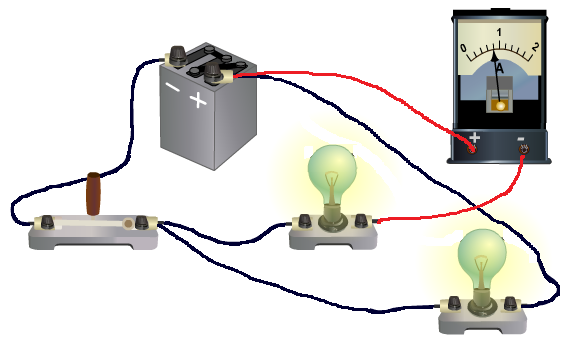 0 1 2
A
− +
+ -